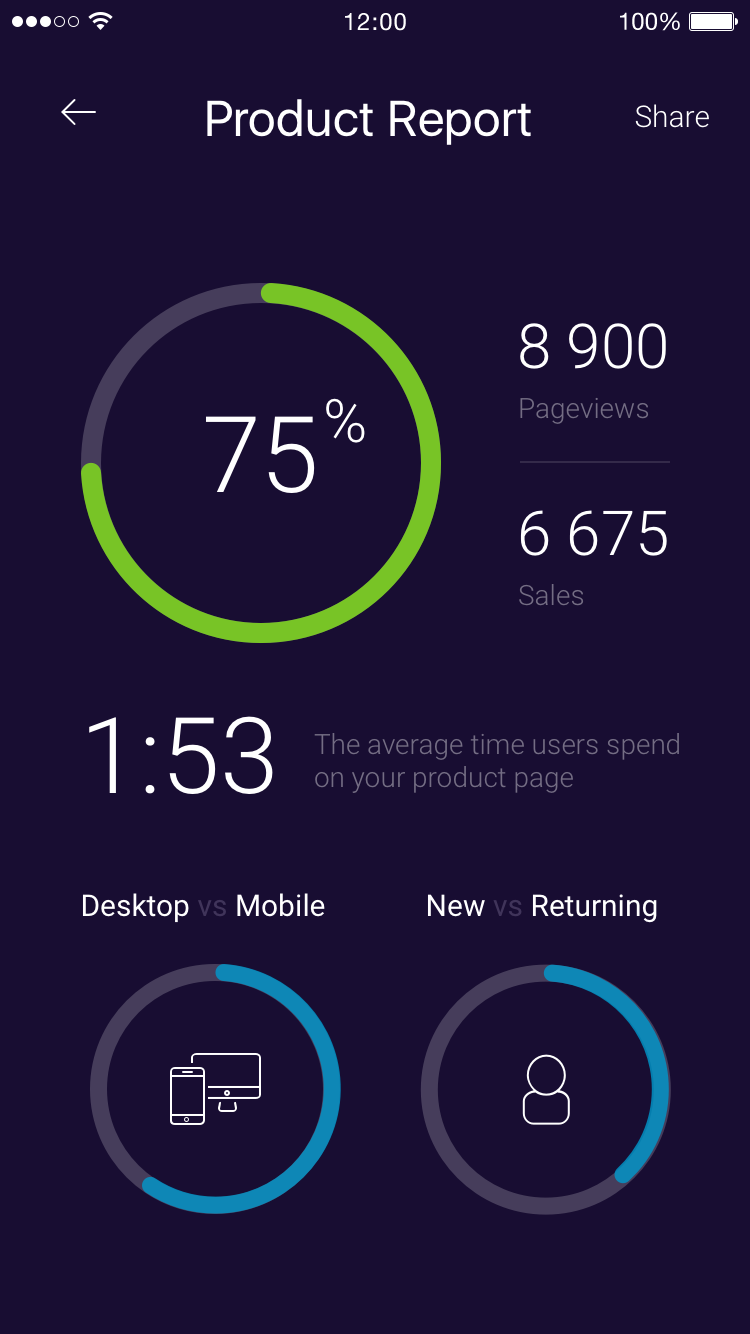 12:00 100%
Product Report Share
75%
8 900
Pageviews
6 675
Sales
1:53
The average time users spend
on your product page
Desktop vs Mobile
New vs Returning